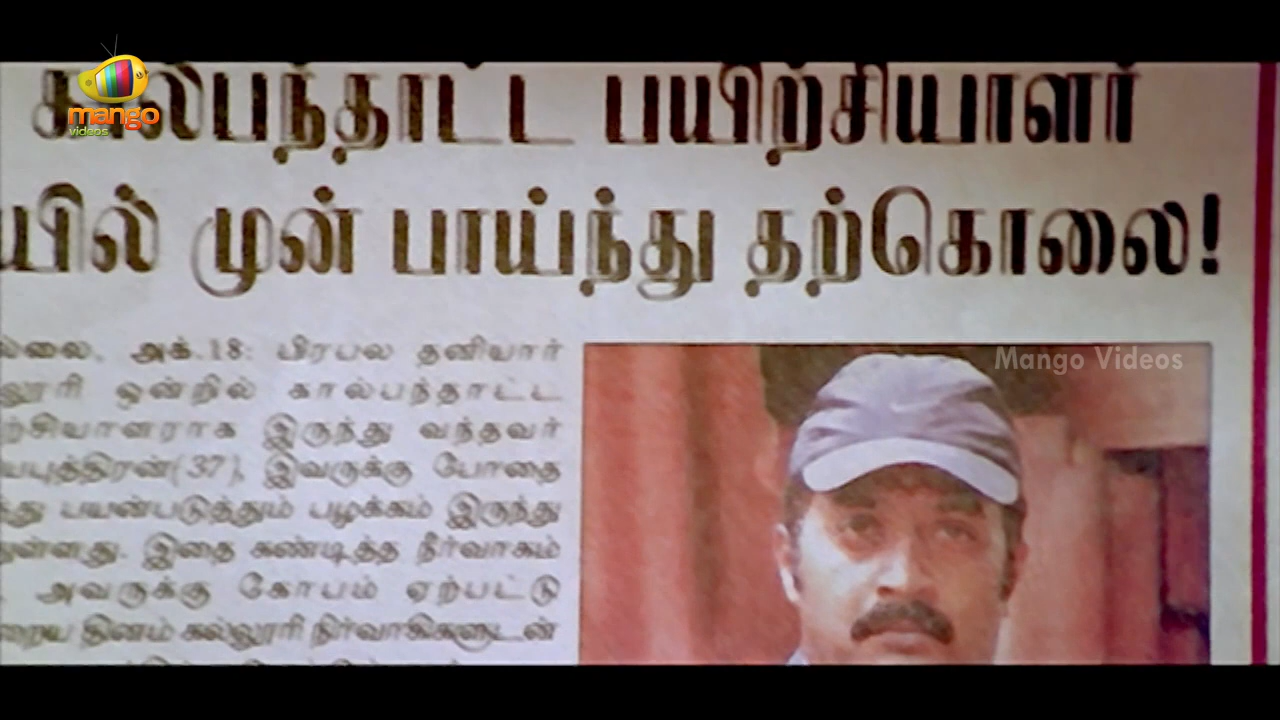 mango
videos
கால்பந்தாட்ட பயிற்சியாளர்
யில் முன் பாய்ந்து தற்கொலை!
Mango Videos
ல்லை, அக்.18: பிரபல தனியார்
லூரி ஒன்றில் கால்பந்தாட்ட
ற்சியாளராக இருந்து வந்தவர்
யபுத்திரன்(37), இவருக்கு போதை
து பயன்படுத்தும் பழக்கம் இருந்து
துள்ளது. இதை கண்டித்த நீர்வாகம்
அவருக்கு கோபம் ஏற்பட்டு
றைய தினம் கல்லூரி நிர்வாகிகளுடன்